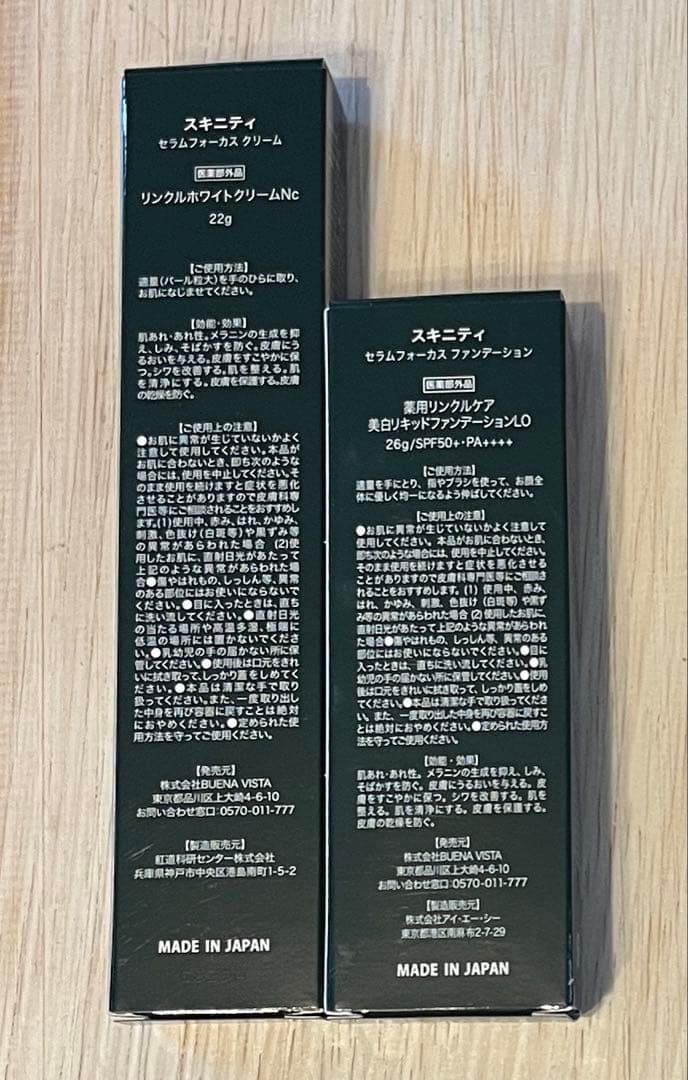 スキニティ
セラムフォーカス クリーム
医薬部外品
リンクルホワイトクリームNc
22g
【ご使用方法】
適量(パール粒大)を手のひらに取り、
お肌になじませてください。
【効能・効果】
肌あれ・あれ性。メラニンの生成を抑
え、しみ、そばかすを防ぐ。皮膚にう
るおいを与える。皮膚をすこやかに保
つ。シワを改善する。肌を整える。肌
を清浄にする。皮膚を保護する。皮膚
の乾燥を防ぐ。
【ご使用上の注意】
●お肌に異常が生じていないかよく
注意して使用してください。本品が
お肌に合わないとき、即ち次のような
場合には、使用を中止してください。そ
のまま使用を続けますと症状を悪化
させることがありますので皮膚科専
門医等にご相談されることをおすすめし
ます。(1)使用中、赤み、はれ、かゆみ、
刺激、色抜け(白斑等)や黒ずみ等
の異常があらわれた場合 (2)使
用したお肌に、直射日光があたって
上記のような異常があらわれた場
合●傷やはれもの、しっしん等、異常
のある部位にはお使いにならないで
ください。●目に入ったときは、直ち
に洗い流してください。●直射日光
の当たる場所や高温多湿、極端に
低温の場所には置かないでくださ
い。●乳幼児の手の届かない所に保
管してください。●使用後は口元をきれ
いに拭き取って、しっかり蓋をしめ
てください。●本品は清潔な手で取り
扱ってください。また、一度取り出し
た中身を再び容器に戻すことは絶対
におやめください。●定められた使
用方法を守ってご使用ください。
【発売元】
株式会社BUENA VISTA
東京都品川区上大崎4-6-10
お問い合わせ窓口:0570-011-777
【製造販売元】
紅道科研センター株式会社
兵庫県神戸市中央区港島南町1-5-2
MADE IN JAPAN
スキニティ
セラムフォーカス ファンデーション
医薬部外品
薬用リンクルケア
美白リキッドファンデーションLO
26g/SPF50+・PA++++
【ご使用方法】
適量を手にとり、指やブラシを使って、お顔全
体に優しく均一になるよう伸ばしてください。
【ご使用上の注意】
●お肌に異常が生じていないかよく注意して
使用してください。本品がお肌に合わないとき、
即ち次のような場合には、使用を中止してください。
そのまま使用を続けますと症状を悪化させる
ことがありますので皮膚科専門医等にご相談さ
れることをおすすめします。(1) 使用中、赤み、
はれ、かゆみ、刺激、色抜け (白斑等) や黒ず
み等の異常があらわれた場合 (2) 使用したお肌に、
直射日光があたって上記のような異常があらわれ
た場合●傷やはれもの、しっしん等、異常のある
部位にはお使いにならないでください。●目に
入ったときは、直ちに洗い流してください。●乳
幼児の手の届かない所に保管してください。●使用
後は口元をきれいに拭き取って、しっかり蓋をしめ
てください。●本品は清潔な手で取り扱ってくださ
い。また、一度取り出した中身を再び容器に戻すこ
とは絶対におやめください。●定められた使用方
法を守ってご使用ください。
【効能・効果】
肌あれ・あれ性。メラニンの生成を抑え、しみ、
そばかすを防ぐ。皮膚にうるおいを与える。皮
膚をすこやかに保つ。シワを改善する。肌を
整える。肌を清浄にする。皮膚を保護する。
皮膚の乾燥を防ぐ。
【発売元】
株式会社BUENA VISTA
東京都品川区上大崎4-6-10
お問い合わせ窓口:0570-011-777
【製造販売元】
株式会社アイ・エー・シー
東京都港区南麻布2-7-29
MADE IN JAPAN